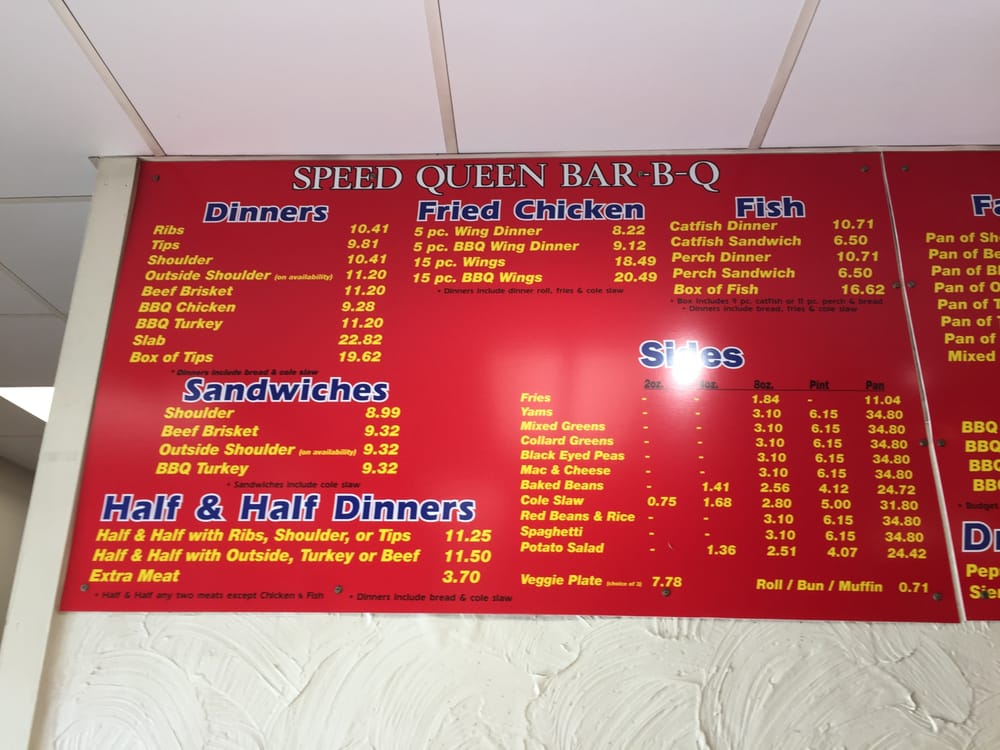 SPEED QUEEN BAR-B-Q
Dinners
Ribs 10.41
Tips 9.81
Shoulder 10.41
Outside Shoulder (on availability) 11.20
Beef Brisket 11.20
BBQ Chicken 9.28
BBQ Turkey 11.20
Slab 22.82
Box of Tips 19.62
* Dinners include bread & cole slaw
Sandwiches
Shoulder 8.99
Beef Brisket 9.32
Outside Shoulder (on availability) 9.32
BBQ Turkey 9.32
* Sandwiches include cole slaw
Half & Half Dinners
Half & Half with Ribs, Shoulder, or Tips 11.25
Half & Half with Outside, Turkey or Beef 11.50
Extra Meat 3.70
* Half & Half any two meats except Chicken & Fish * Dinners include bread & cole slaw
Fried Chicken
5 pc. Wing Dinner 8.22
5 pc. BBQ Wing Dinner 9.12
15 pc. Wings 18.49
15 pc. BBQ Wings 20.49
* Dinners include dinner roll, fries & cole slaw
Fish
Catfish Dinner 10.71
Catfish Sandwich 6.50
Perch Dinner 10.71
Perch Sandwich 6.50
Box of Fish 16.62
* Box includes 9 pc. catfish or 11 pc. perch & bread
* Dinners include bread, fries & cole slaw
Sides
2oz. 4oz. 8oz. Pint Pan
Fries - - 1.84 - 11.04
Yams - - 3.10 6.15 34.80
Mixed Greens - - 3.10 6.15 34.80
Collard Greens - - 3.10 6.15 34.80
Black Eyed Peas - - 3.10 6.15 34.80
Mac & Cheese - - 3.10 6.15 34.80
Baked Beans - 1.41 2.56 4.12 24.72
Cole Slaw 0.75 1.68 2.80 5.00 31.80
Red Beans & Rice - - 3.10 6.15 34.80
Spaghetti - - 3.10 6.15 34.80
Potato Salad - 1.36 2.51 4.07 24.42
Veggie Plate (choice of 3) 7.78
Roll / Bun / Muffin 0.71
Fa
Pan of Sh
Pan of Be
Pan of B
Pan of O
Pan of T
Pan of
Pan of
Mixed
BBQ
BBQ
BBQ
BBQ
* Budget
D
Pep
Sie